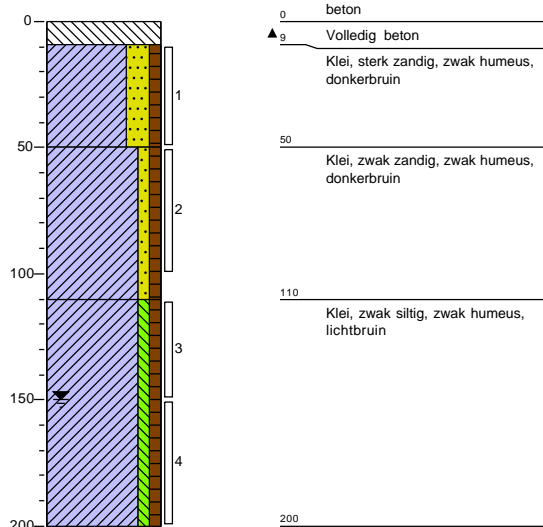 0
beton
0
9
Volledig beton
Klei, sterk zandig, zwak humeus,
donkerbruin
1
50
50
Klei, zwak zandig, zwak humeus,
donkerbruin
2
100
110
Klei, zwak siltig, zwak humeus,
lichtbruin
3
150
4
200
200